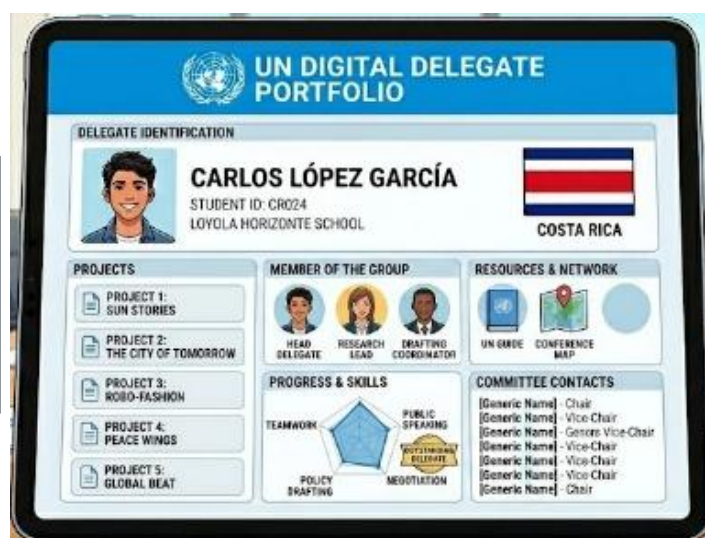 UN DIGITAL DELEGATE
PORTFOLIO
DELEGATE IDENTIFICATION
CARLOS LÓPEZ GARCÍA
STUDENT ID: CR024
LOYOLA HORIZONTE SCHOOL
COSTA RICA
PROJECTS
PROJECT 1:
SUN STORIES
PROJECT 2:
THE CITY OF TOMORROW
PROJECT 3:
ROBO-FASHION
PROJECT 4:
PEACE WINGS
PROJECT 5:
GLOBAL BEAT
MEMBER OF THE GROUP
HEAD
DELEGATE
RESEARCH
LEAD
DRAFTING
COORDINATOR
RESOURCES & NETWORK
UN GUIDE
CONFERENCE
MAP
PROGRESS & SKILLS
TEAMWORK
PUBLIC
SPEAKING
OUTSTANDING
DELEGATE
POLICY
DRAFTING
NEGOTIATION
COMMITTEE CONTACTS
[Generic Name] - Chair
[Generic Name] - Vice-Chair
[Generic Name] - Genors Vice-Chair
[Generic Name] - Vice-Chair
[Generic Name] - Vice-Chair
[Generic Name] - Vice-Chair
[Generic Name] - Chair